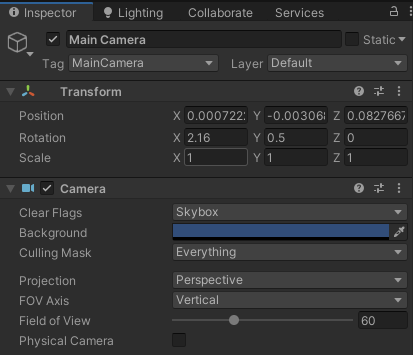 Inspector Lighting Collaborate Services
Main Camera Static
Tag MainCamera Layer Default
Transform
Position X 0.000722 Y -0.003068 Z 0.0827667
Rotation X 2.16 Y 0.5 Z 0
Scale X 1 Y 1 Z 1
Camera
Clear Flags Skybox
Background
Culling Mask Everything
Projection Perspective
FOV Axis Vertical
Field of View 60
Physical Camera